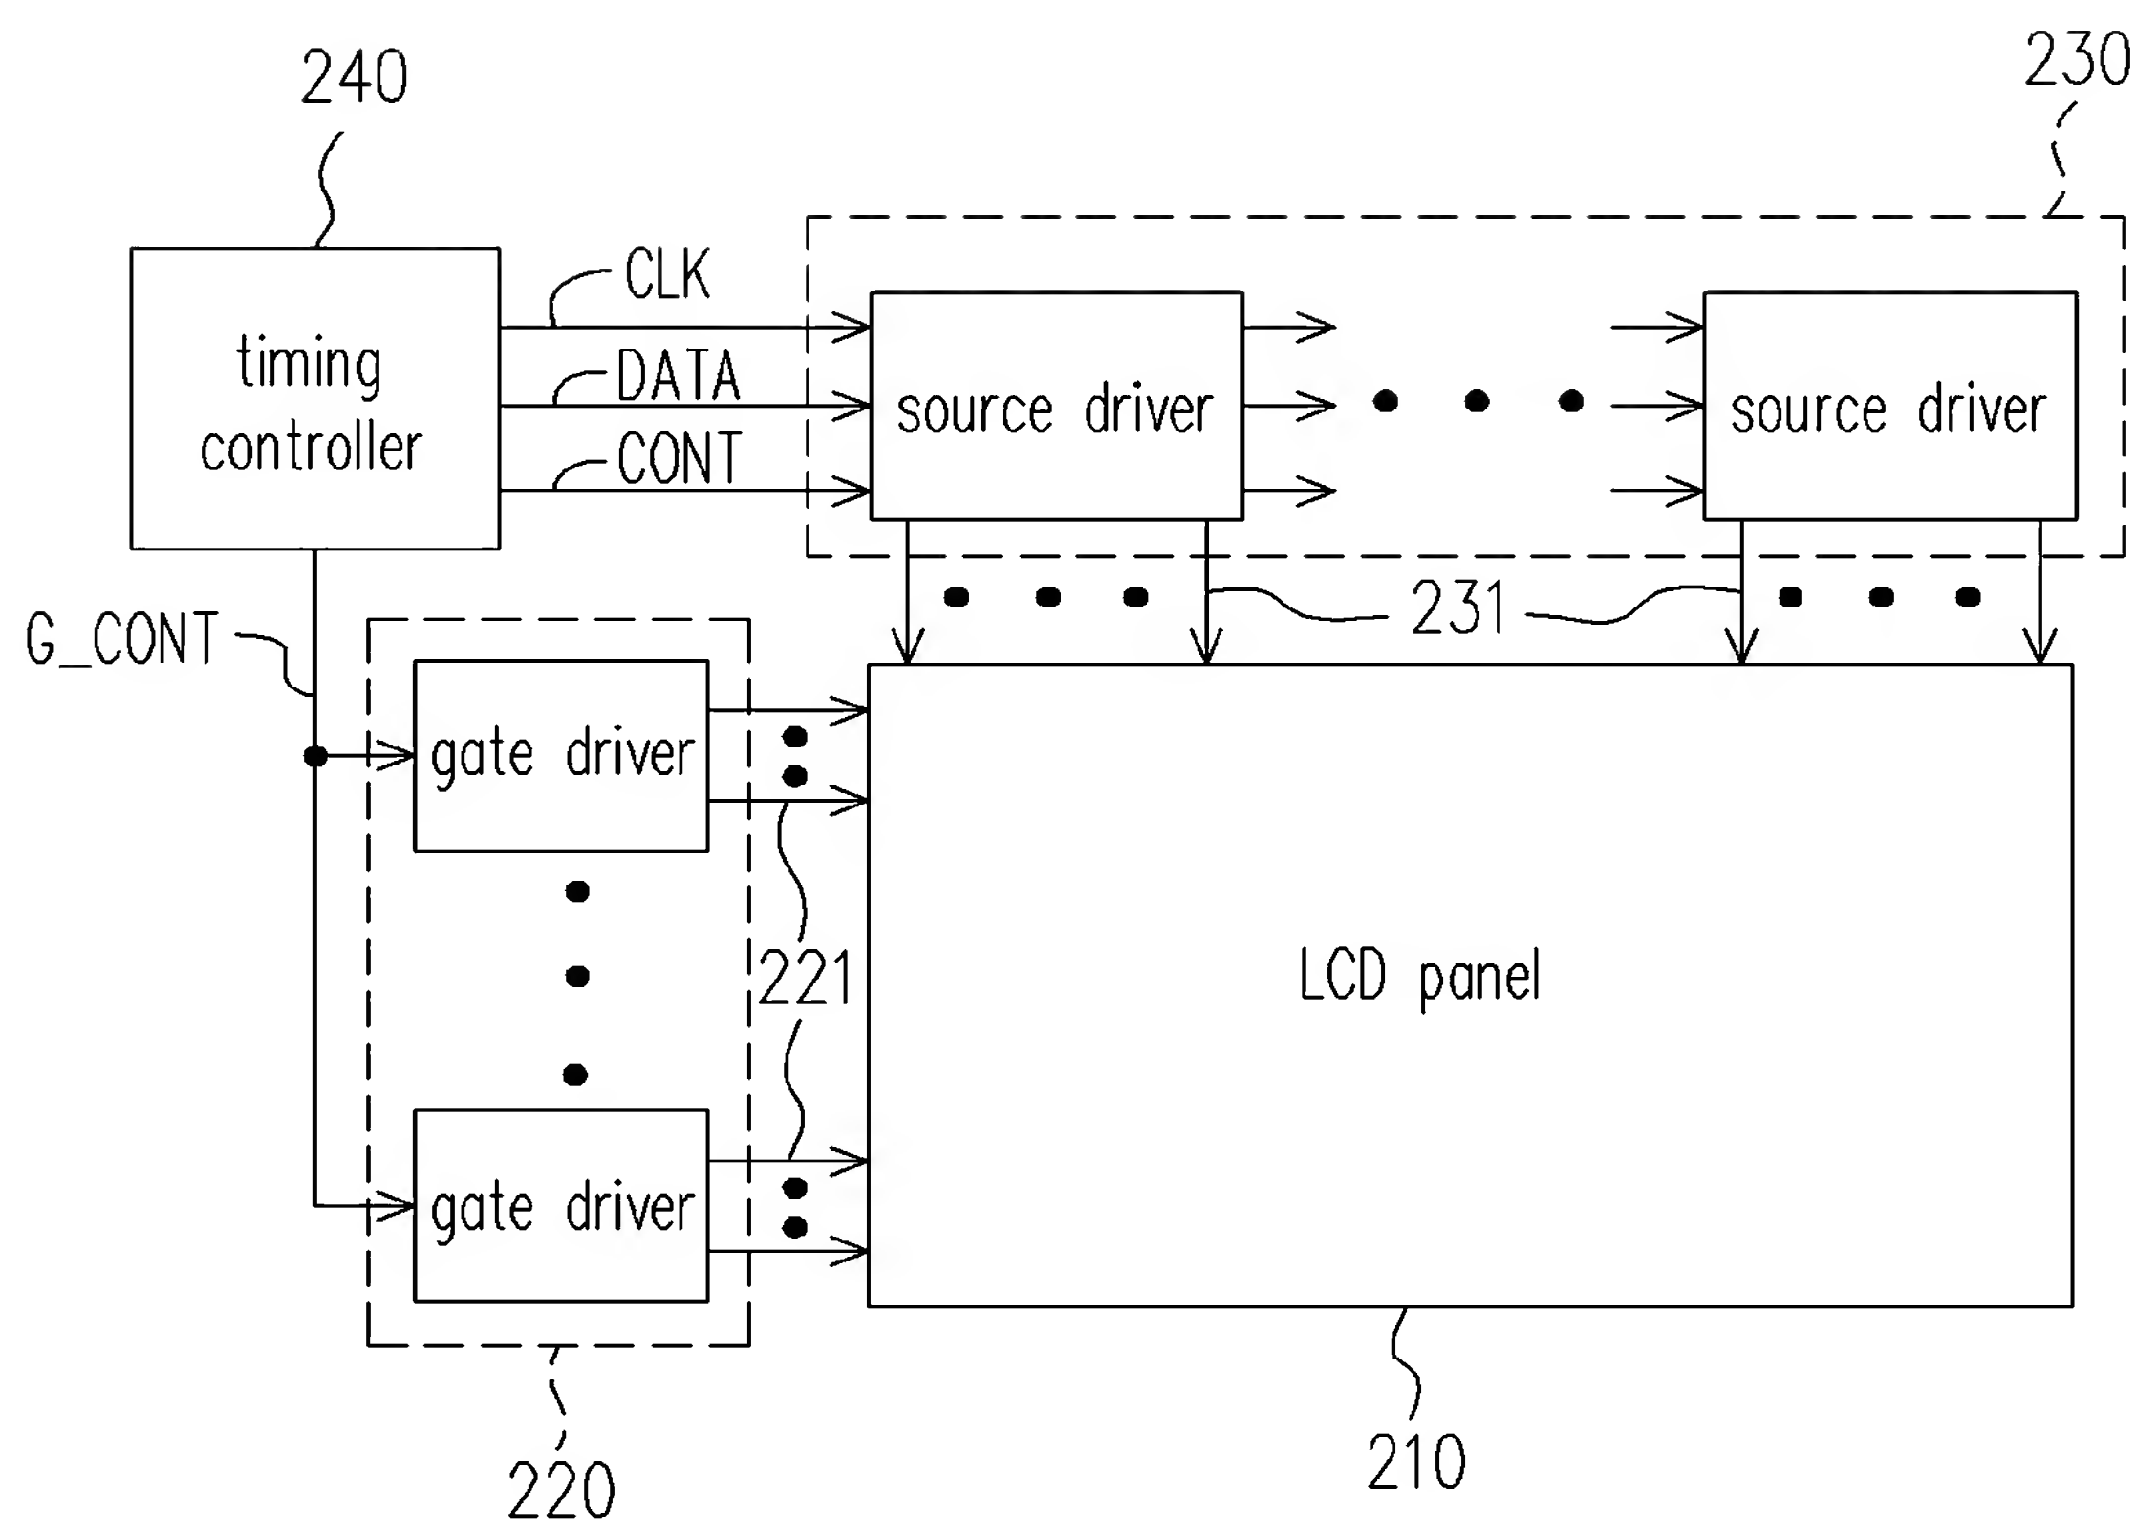 240
230
CLK
timing
controller
DATA
CONT
source driver
source driver
G_CONT
231
gate driver
221
LCD panel
gate driver
210
220